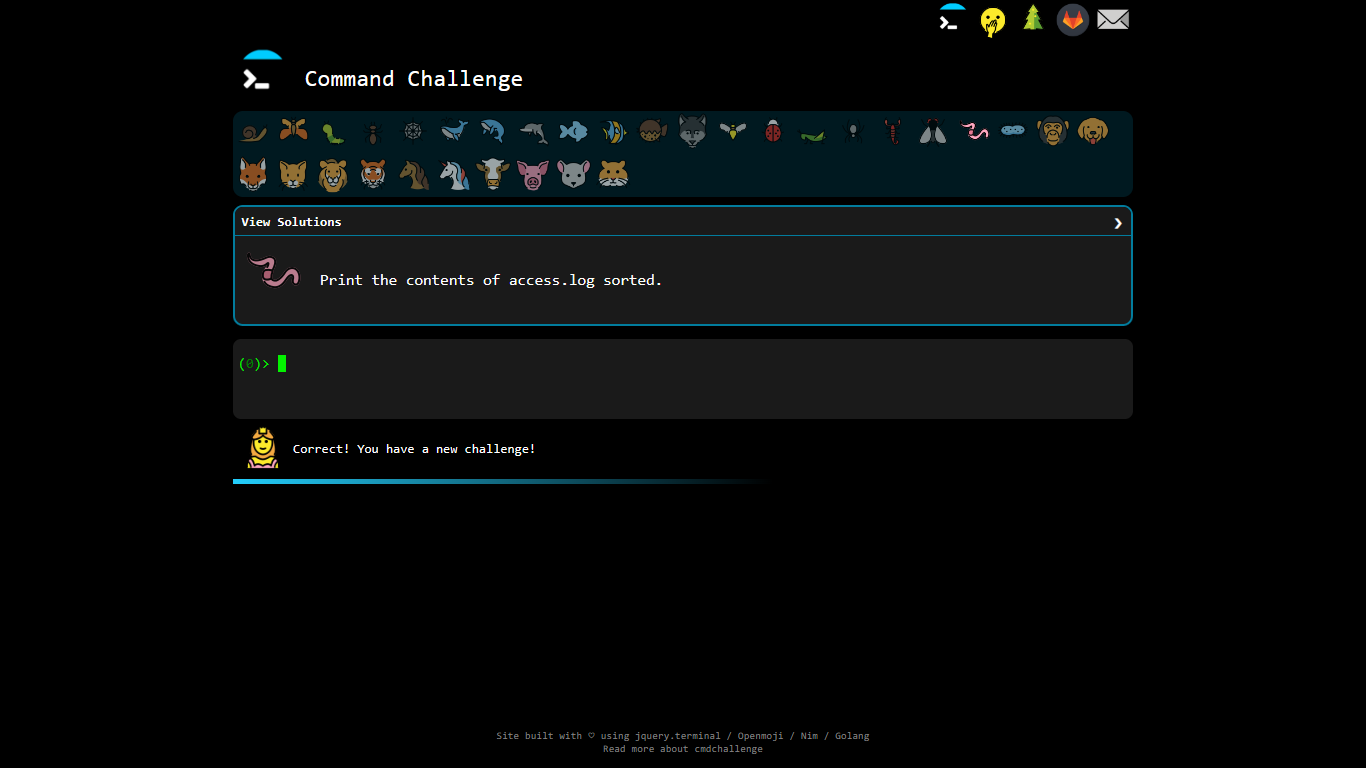 Command Challenge
View Solutions
Print the contents of access.log sorted.
(0)>
Correct! You have a new challenge!
Site built with ♡ using jquery.terminal / Openmoji / Nim / Golang
Read more about cmdchallenge